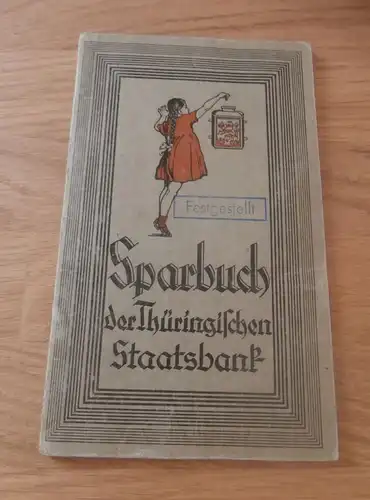 Festgestellt
Sparbuch
der Thüringischen
Staatsbank